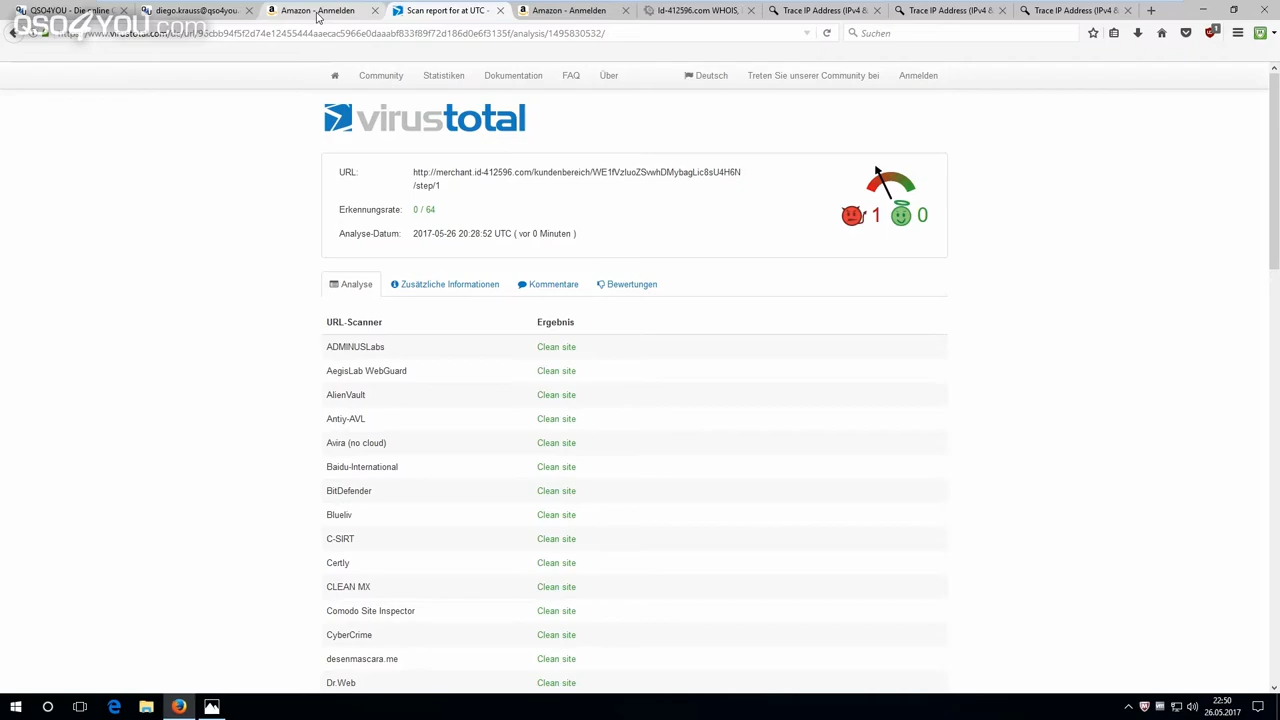 QSO4YOU.com
QSO4YOU - Die online
diego.krauss@qsoyou.
Amazon - Anmelden
Scan report for at UTC -
Amazon - Anmelden
Id-412596.com WHOIS,
Trace IP Address (IPv4 &
Trace IP Address (IPv4 &
Trace IP Address (IPv4 &
Suchen
Community
Statistiken
Dokumentation
FAQ
Über
Deutsch
Treten Sie unserer Community bei
Anmelden
virustotal
URL: http://merchant.id-412596.com/kundenbereich/WE1fVzIuoZSvwhDMybagLic8sU4H6N
/step/1
Erkennungsrate: 0 / 64
1 0
Analyse-Datum: 2017-05-26 20:28:52 UTC ( vor 0 Minuten )
Analyse
Zusätzliche Informationen
Kommentare
Bewertungen
URL-Scanner Ergebnis
ADMINUSLabs Clean site
AegisLab WebGuard Clean site
AlienVault Clean site
Antiy-AVL Clean site
Avira (no cloud) Clean site
Baidu-International Clean site
BitDefender Clean site
Blueliv Clean site
C-SIRT Clean site
Certly Clean site
CLEAN MX Clean site
Comodo Site Inspector Clean site
CyberCrime Clean site
desenmascara.me Clean site
Dr.Web Clean site
22:50
26.05.2017